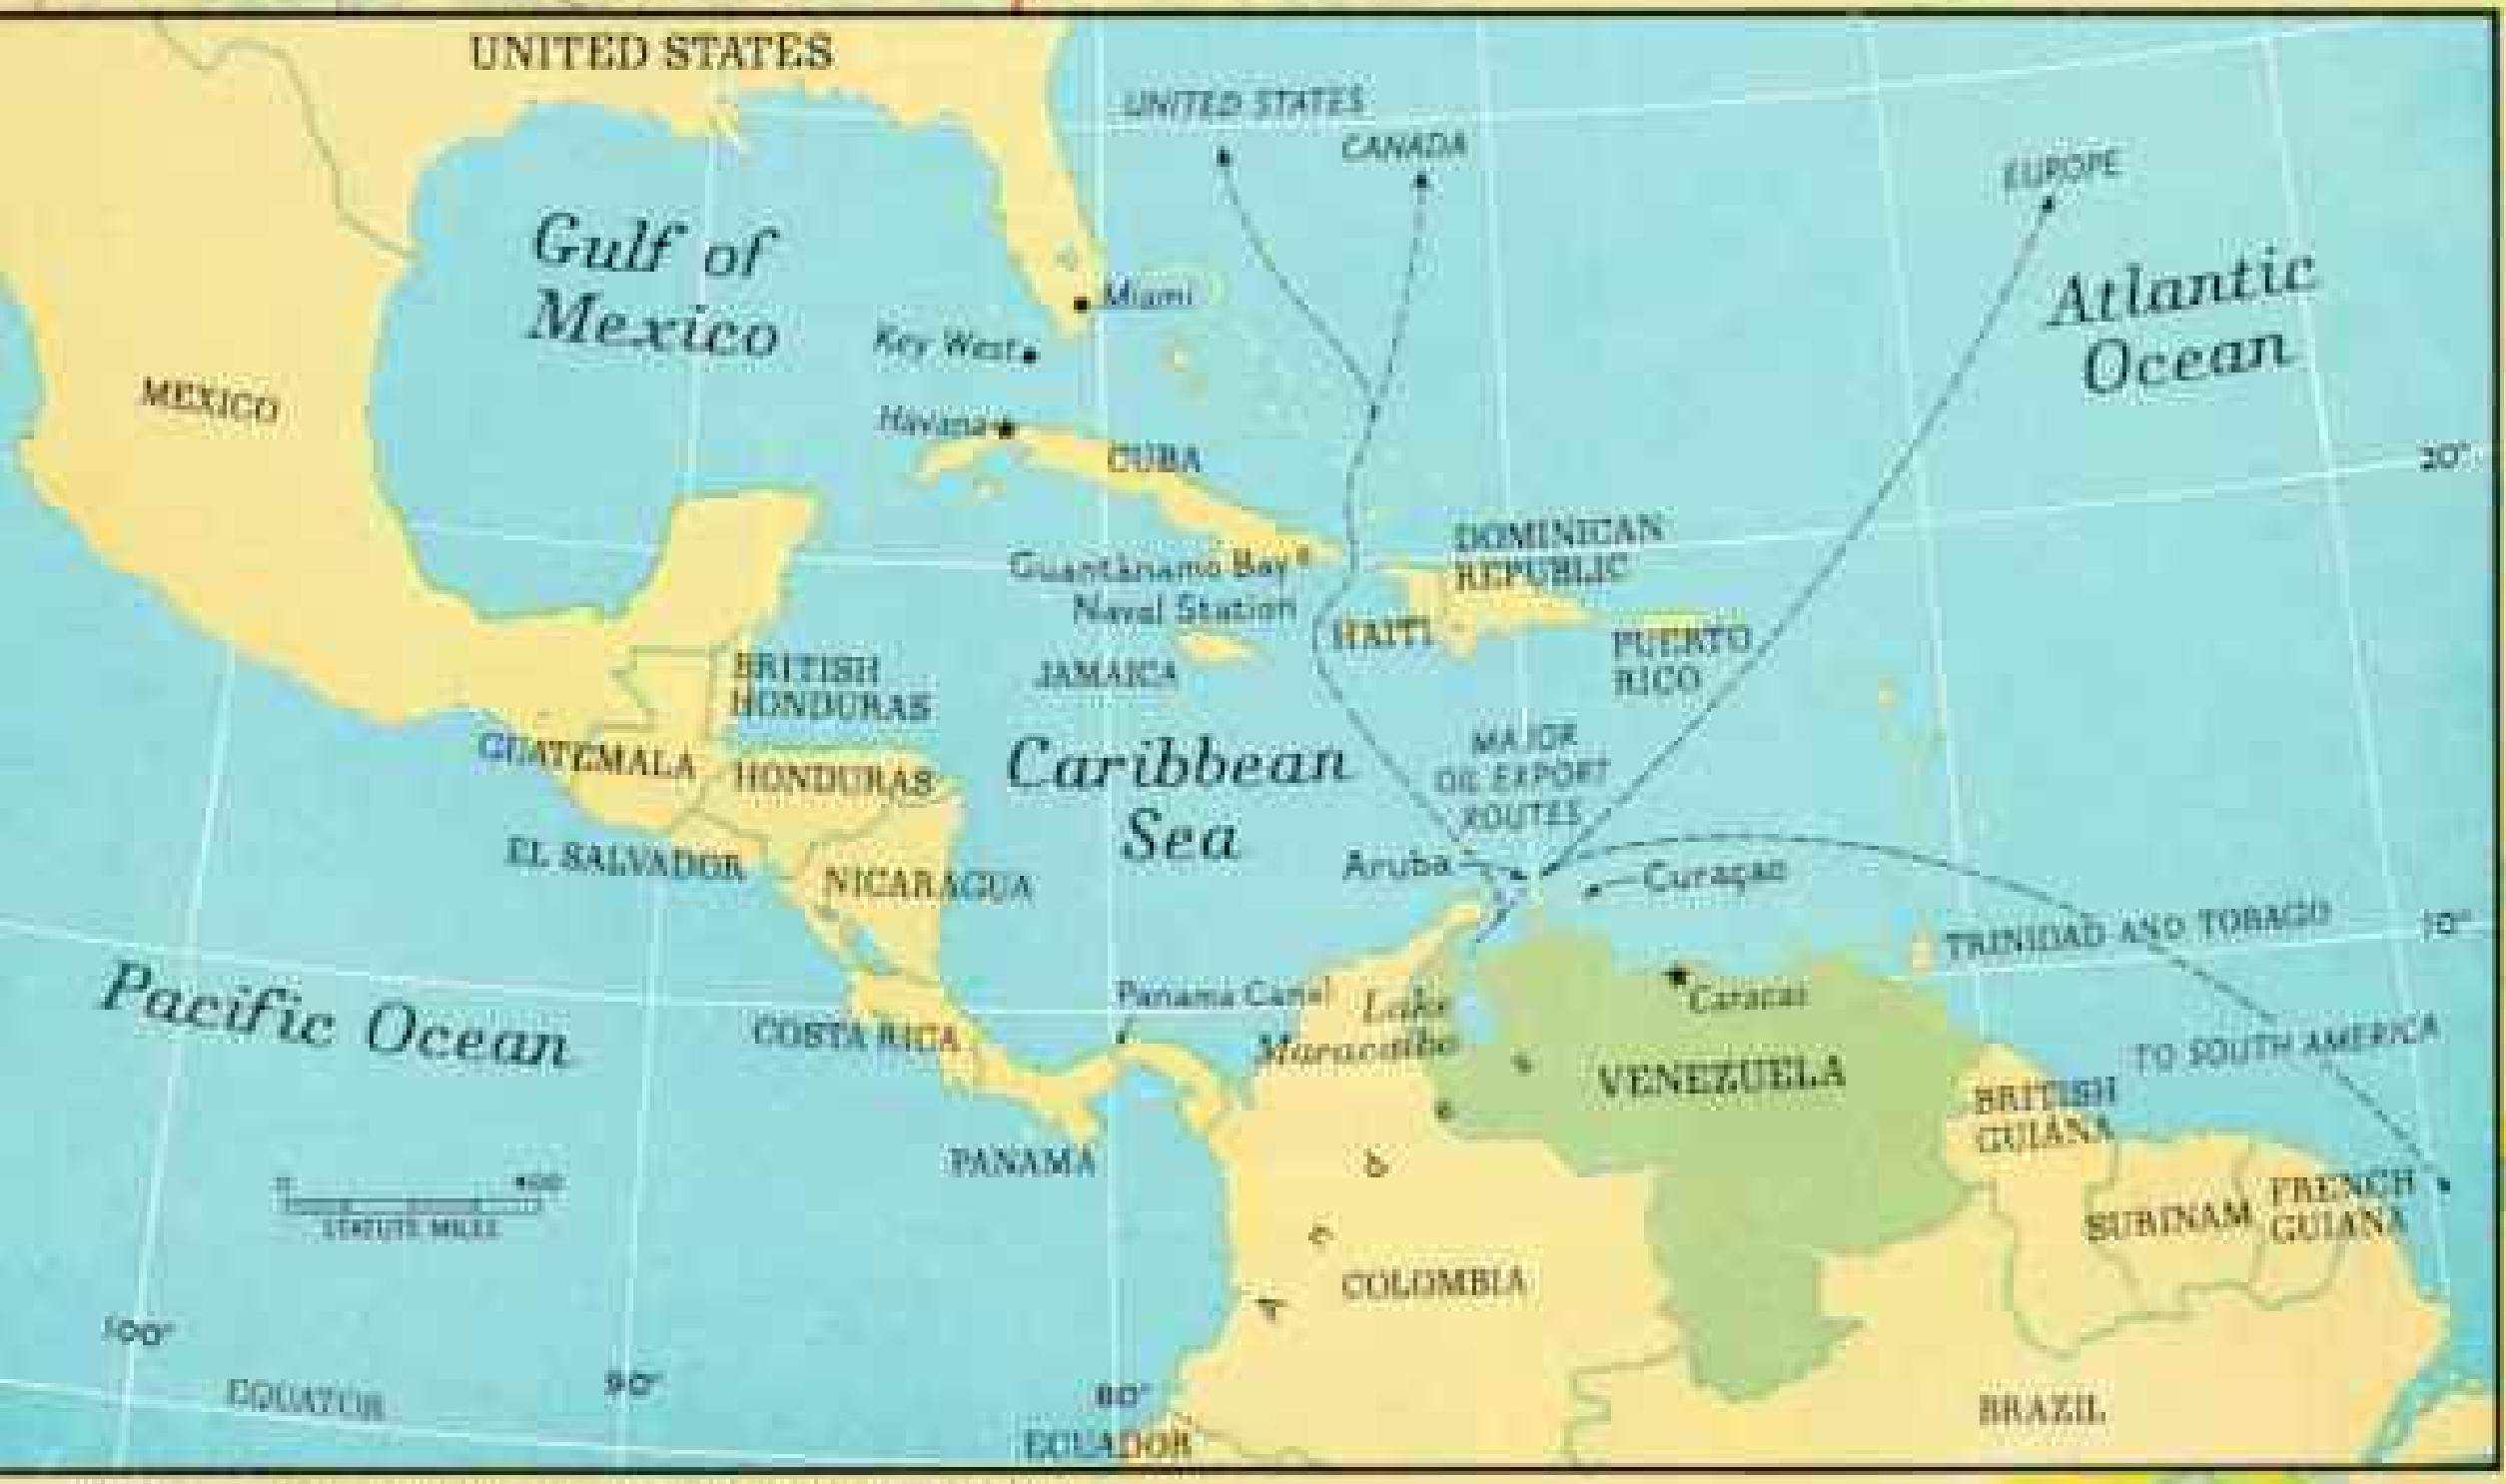 UNITED STATES
UNITED STATES
CANADA
EUROPE
Gulf of
Mexico
Atlantic
Ocean
Miami
Key West
MEXICO
Havana
CUBA
20°
DOMINICAN
REPUBLIC
Guantánamo Bay
Naval Station
HAITI
PUERTO
RICO
JAMAICA
BRITISH
HONDURAS
GUATEMALA
HONDURAS
Caribbean
Sea
MAJOR
OIL EXPORT
ROUTES
EL SALVADOR
NICARAGUA
Aruba
Curaçao
TRINIDAD AND TOBAGO
10°
Pacific Ocean
Panama Canal
Lake
Maracaibo
Caracas
COSTA RICA
TO SOUTH AMERICA
VENEZUELA
BRITISH
GUIANA
PANAMA
0 400
STATUTE MILES
SURINAM
FRENCH
GUIANA
COLOMBIA
100°
90°
80°
EQUATOR
ECUADOR
BRAZIL